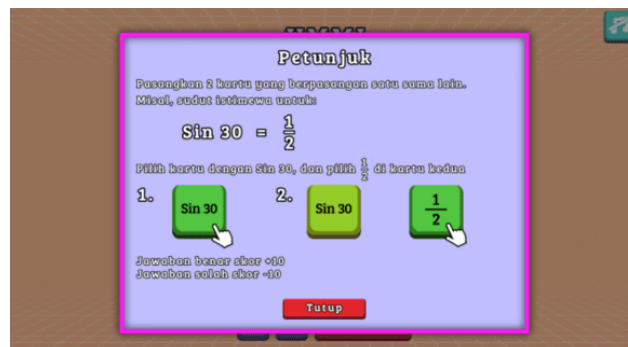 Petunjuk
Pasangkan 2 kartu yang berpasangan satu sama lain.
Misal, sudut istimewa untuk:
Sin 30 = 1/2
Pilih kartu dengan Sin 30, dan pilih 1/2 di kartu kedua
1. Sin 30 2. Sin 30 1/2
Jawaban benar skor +10
Jawaban salah skor -10
Tutup